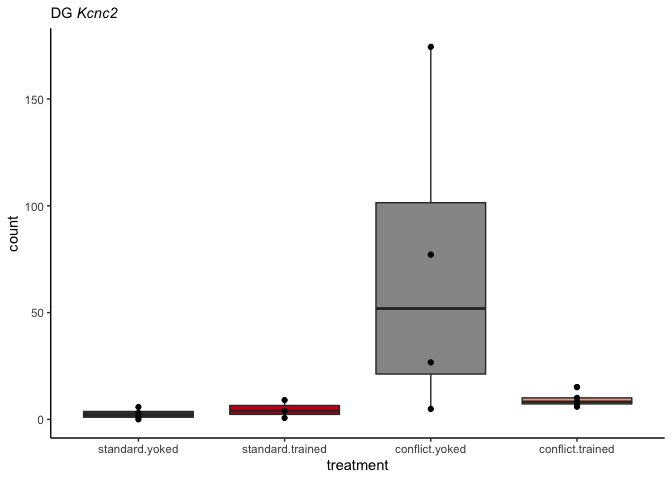 DG Kcnc2
count
150
100
50
0
standard.yoked standard.trained conflict.yoked conflict.trained
treatment